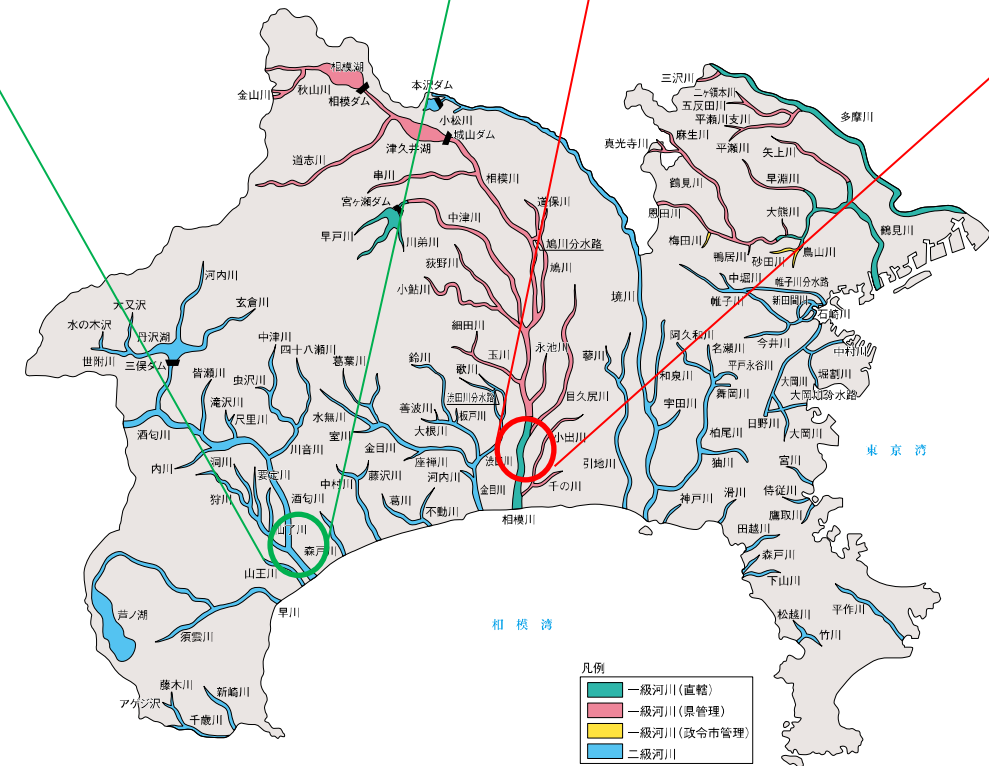 相模湖
金山川
秋山川
相模ダム
本沢ダム
小松川
城山ダム
津久井湖
道志川
串川
相模川
宮ヶ瀬ダム
早戸川
川弟川
中津川
道保川
鳩川分水路
鳩川
荻野川
小鮎川
三沢川
二ヶ領本川
五反田川
平瀬川支川
平瀬川
多摩川
麻生川
真光寺川
矢上川
早淵川
鶴見川
恩田川
大熊川
鶴見川
梅田川
鴨居川
砂田川
鳥山川
中堀川
帷子川分水路
帷子川
新田間川
石崎川
今井川
中村川
堀割川
大岡川
大岡川分水路
日野川
大岡川
境川
阿久和川
名瀬川
平戸永谷川
和泉川
舞岡川
宇田川
柏尾川
㹨川
蓼川
引地川
目久尻川
永池川
小出川
千の川
相模川
細田川
玉川
歌川
渋田川分水路
板戸川
渋田川
金目川
鈴川
善波川
大根川
座禅川
河内川
金目川
葛葉川
四十八瀬川
水無川
室川
中津川
河内川
玄倉川
大又沢
水の木沢
丹沢湖
世附川
三保ダム
皆瀬川
滝沢川
虫沢川
尺里川
川音川
酒匂川
内川
洞川
要定川
狩川
酒匂川
中村川
藤沢川
葛川
不動川
山王川
森戸川
早川
芦ノ湖
須雲川
藤木川
アケジ沢
新崎川
千歳川
神戸川
滑川
宮川
侍従川
鷹取川
田越川
森戸川
下山川
松越川
竹川
平作川
東京湾
相模湾
凡例
一級河川(直轄)
一級河川(県管理)
一級河川(政令市管理)
二級河川